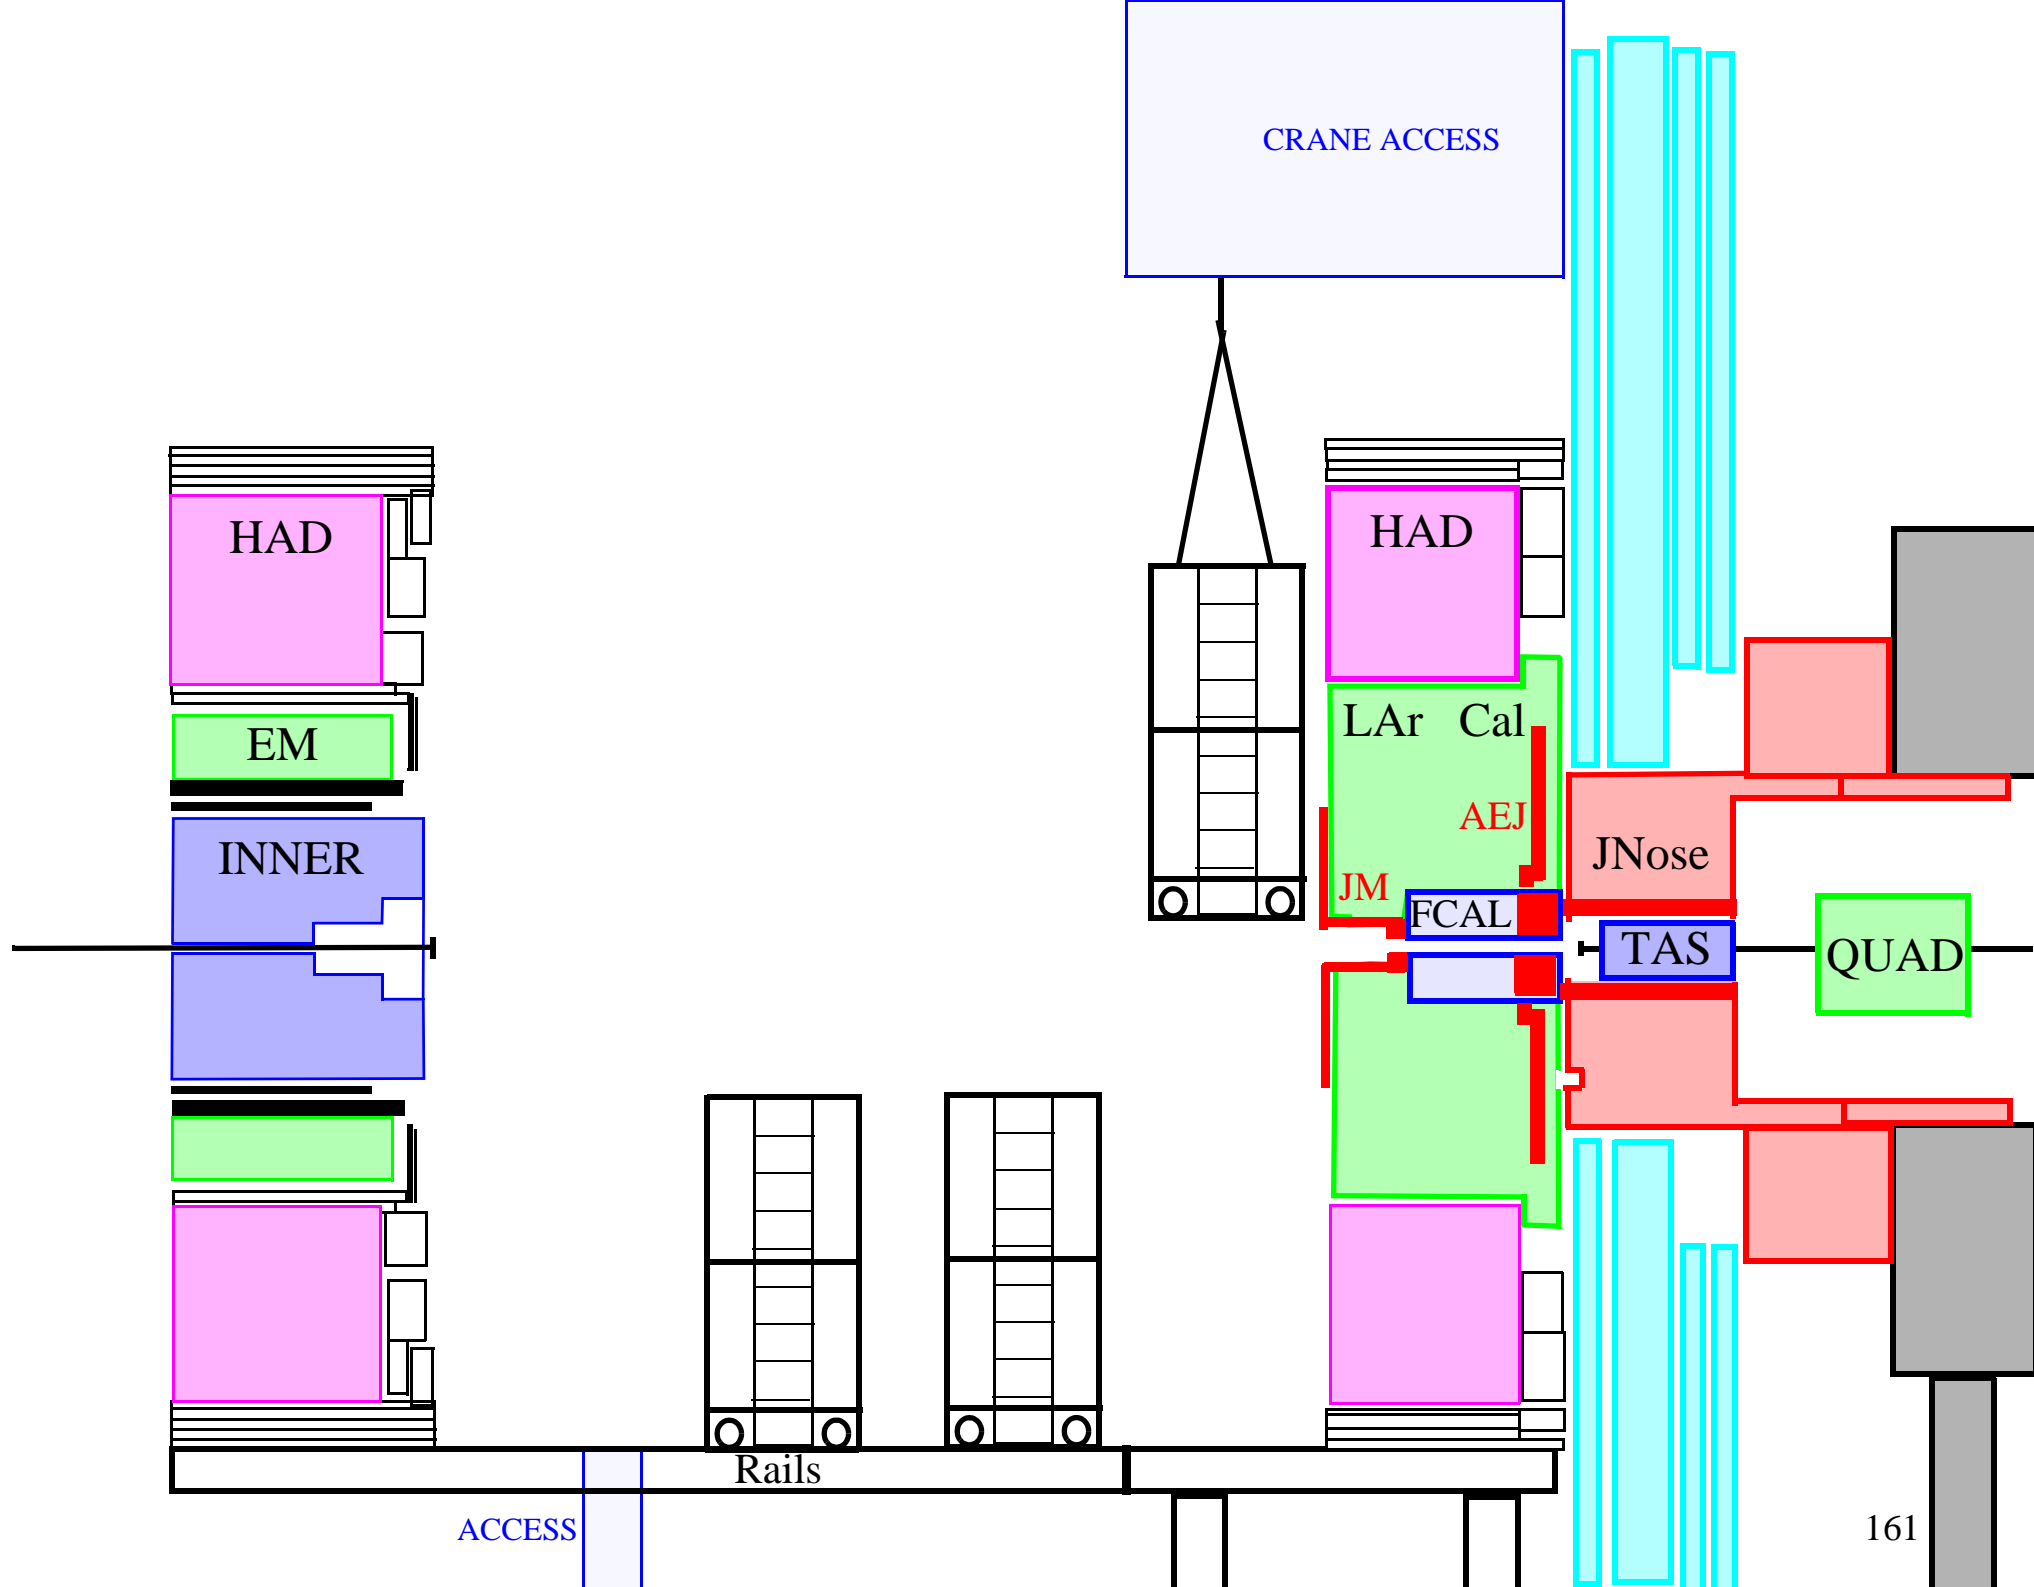 CRANE ACCESS
HAD
HAD
EM
LAr Cal
AEJ
INNER
JNose
JM
FCAL
TAS
QUAD
Rails
ACCESS
161